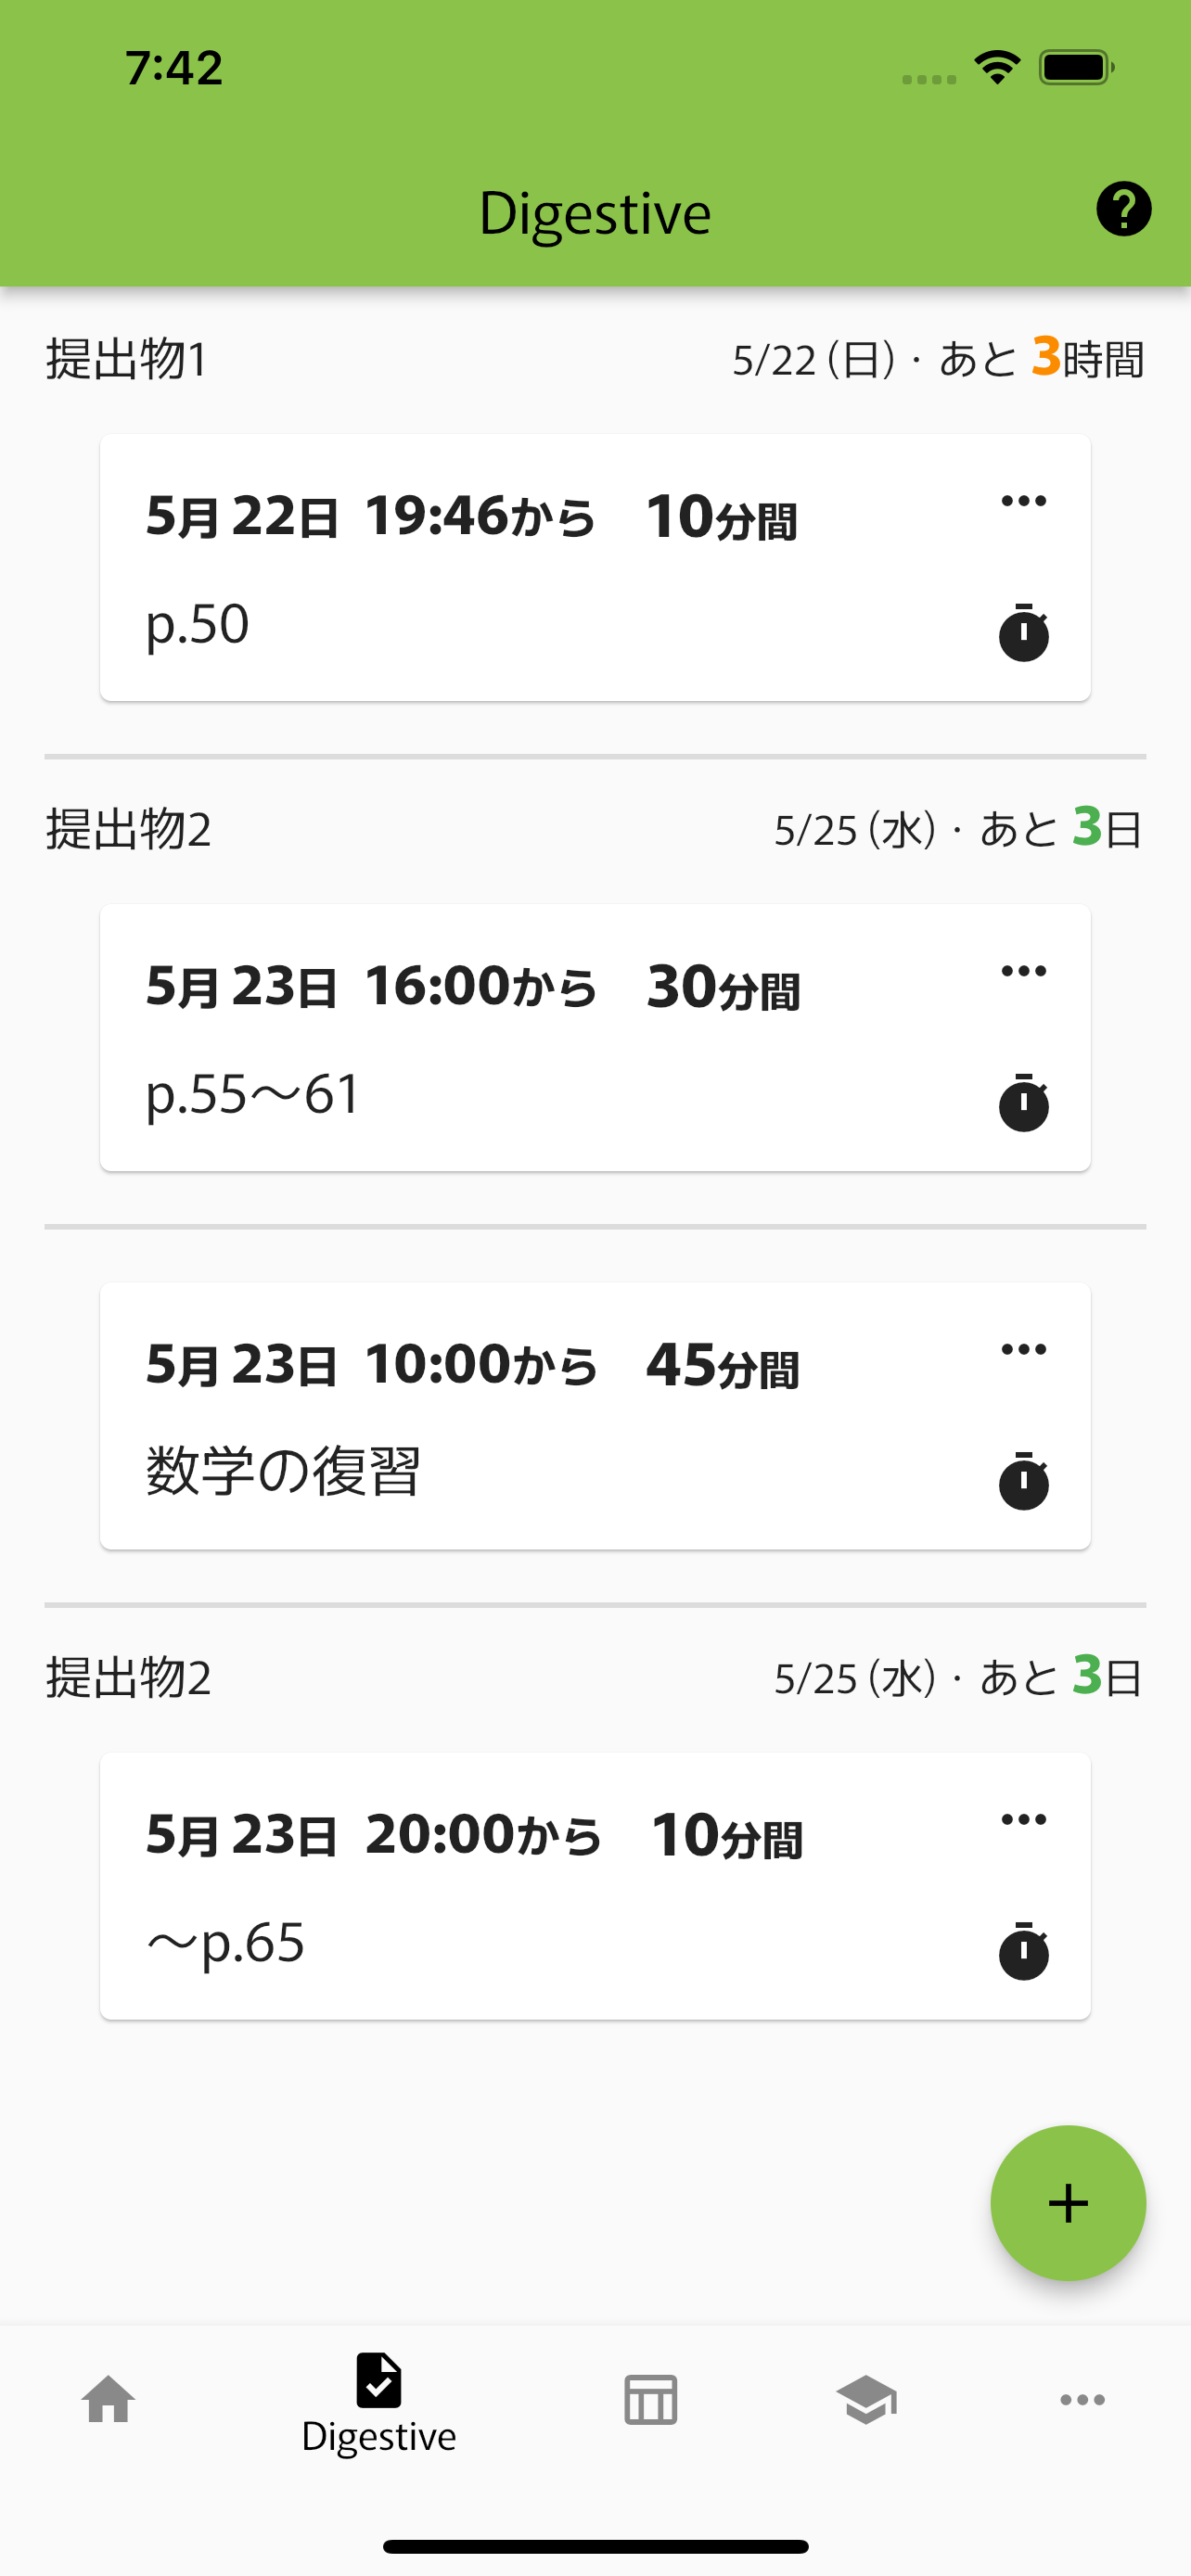 7:42
Digestive
提出物1 5/22 (日)・あと 3時間
5月 22日 19:46から 10分間
p.50
提出物2 5/25 (水)・あと 3日
5月 23日 16:00から 30分間
p.55〜61
5月 23日 10:00から 45分間
数学の復習
提出物2 5/25 (水)・あと 3日
5月 23日 20:00から 10分間
〜p.65
Digestive